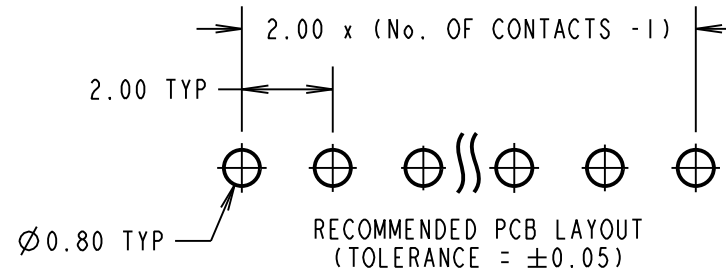 2.00 x (No. OF CONTACTS -1)
2.00 TYP
Ø0.80 TYP
RECOMMENDED PCB LAYOUT
(TOLERANCE = ±0.05)